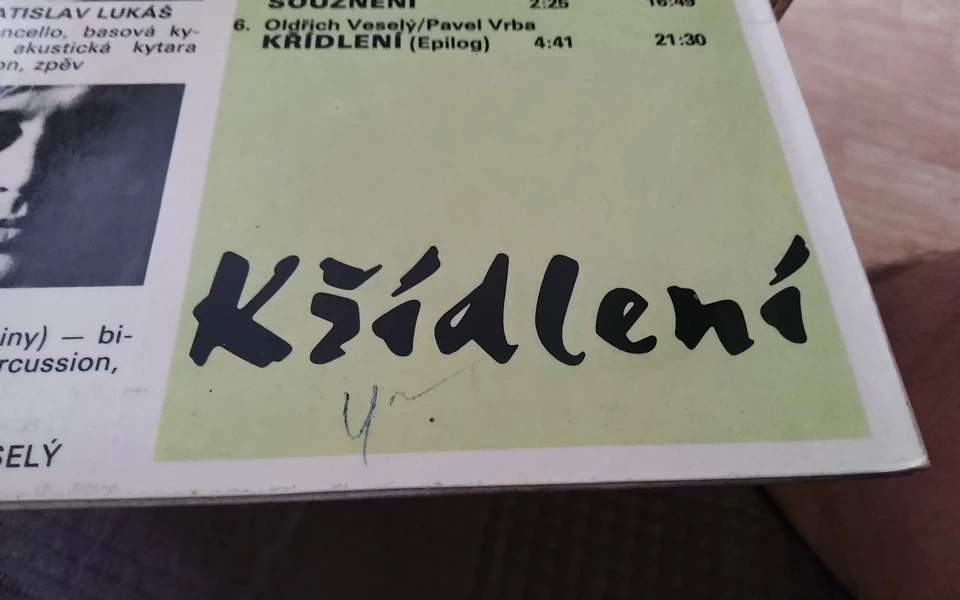 ATISLAV LUKÁŠ
ncello, basová ky-
akustická kytara
on, zpěv
iny) — bi-
rcussion,
SELÝ
SOUZNĚNÍ 2:25 16:49
6. Oldřich Veselý/Pavel Vrba
KŘÍDLENÍ (Epilog) 4:41 21:30
Křídlení